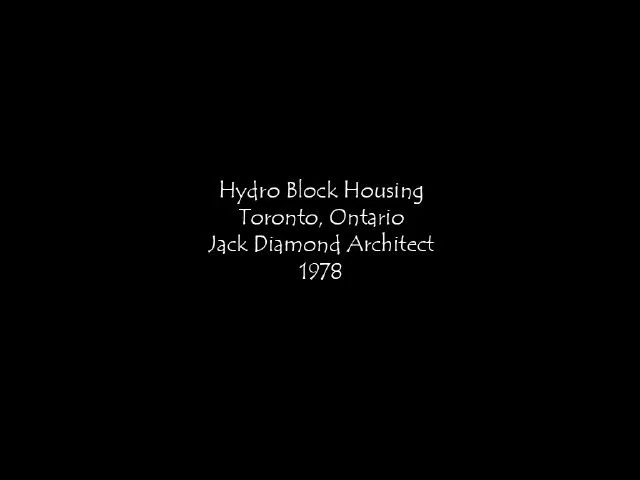 Hydro Block Housing
Toronto, Ontario
Jack Diamond Architect
1978